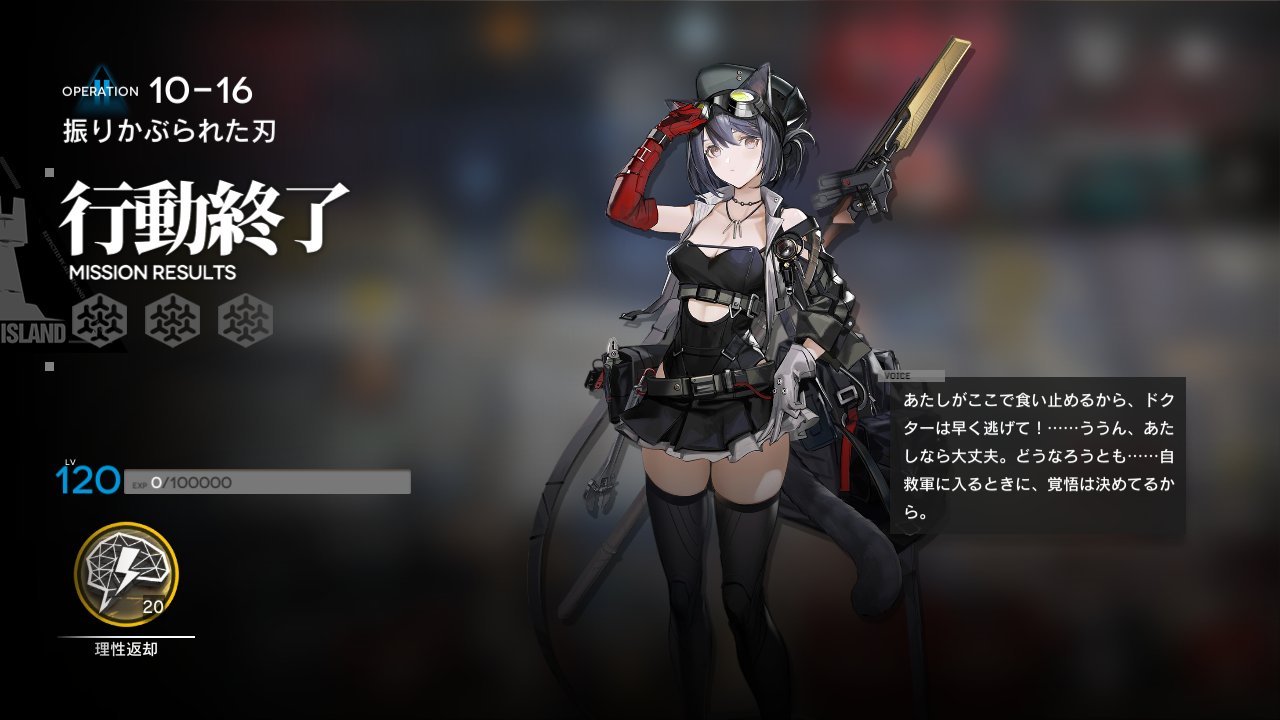 OPERATION 10-16
振りかぶられた刃
行動終了
MISSION RESULTS
ISLAND
LV
120
EXP 0/100000
20
理性返却
VOICE
あたしがここで食い止めるから、ドク
ターは早く逃げて！……ううん、あた
しなら大丈夫。どうなろうとも……自
救軍に入るときに、覚悟は決めてるか
ら。